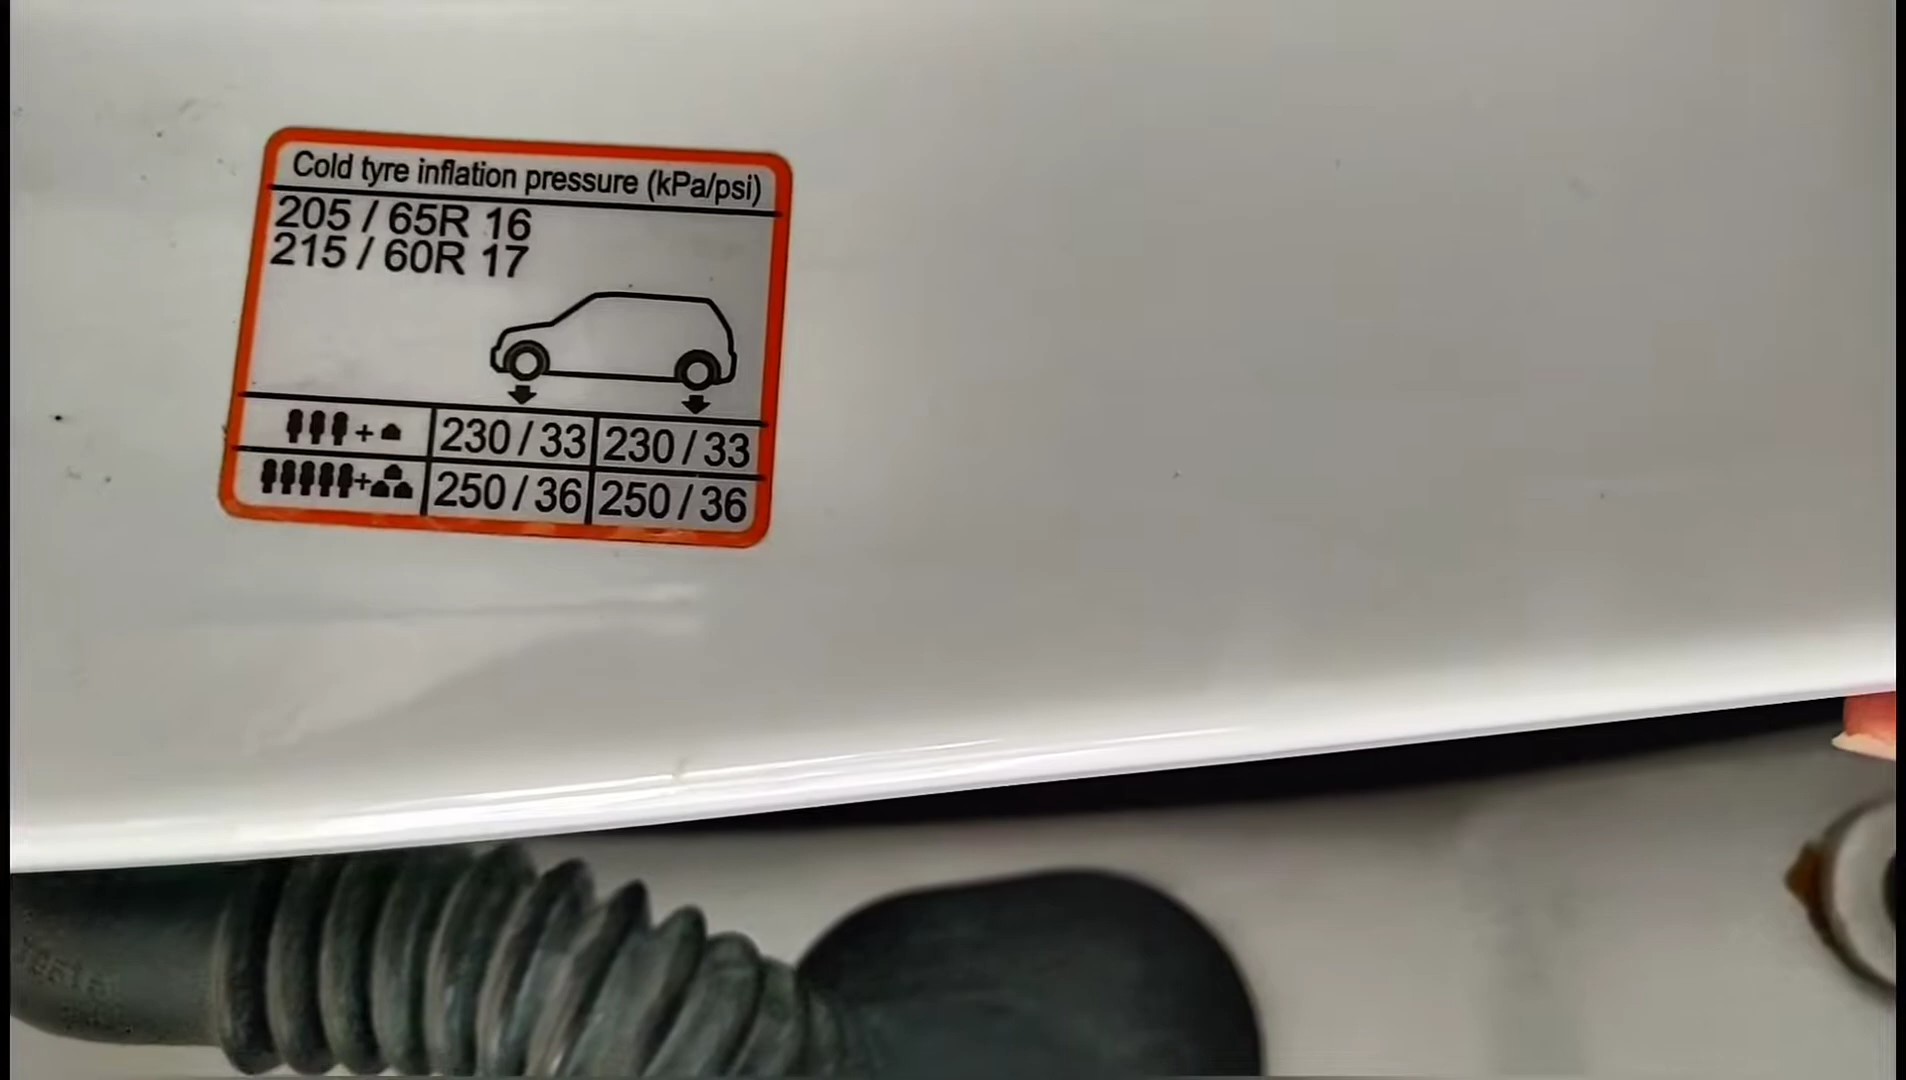 Cold tyre inflation pressure (kPa/psi)
205 / 65R 16
215 / 60R 17
+ 230 / 33 230 / 33
+ 250 / 36 250 / 36